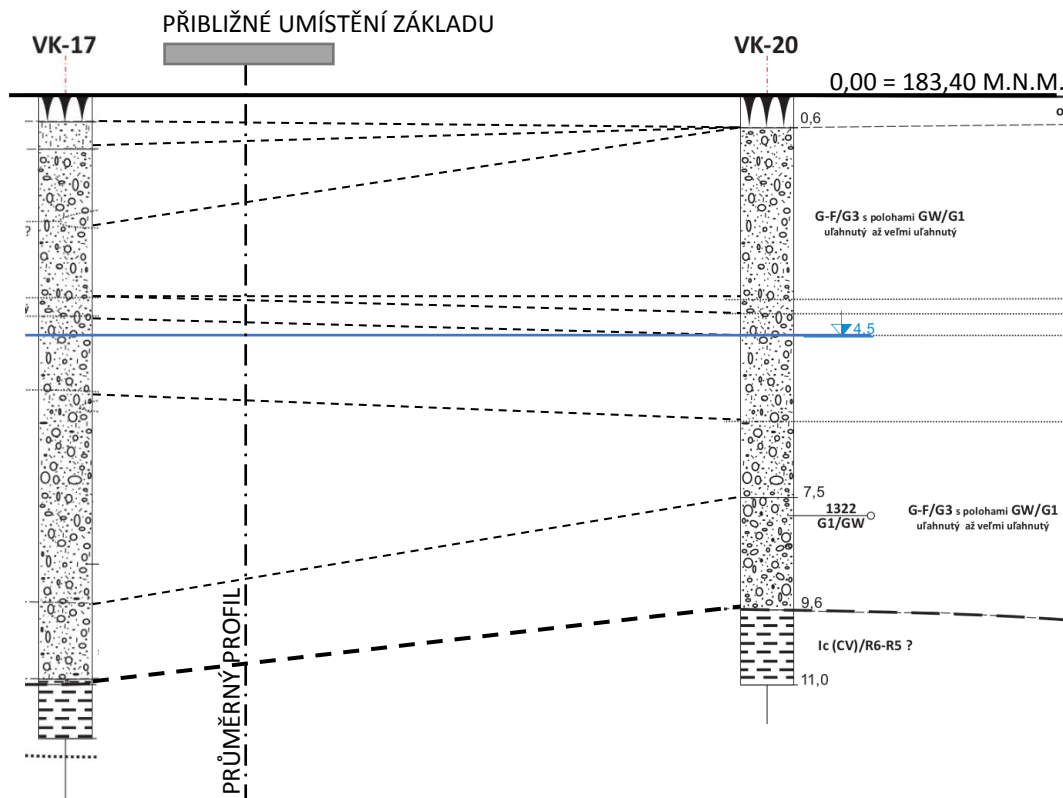 PŘIBLIŽNÉ UMÍSTĚNÍ ZÁKLADU
VK-17
VK-20
0,00 = 183,40 M.N.M.
0,6
G-F/G3 s polohami GW/G1
uľahnutý až veľmi uľahnutý
?
4.5
7,5
1322
G1/GW
G-F/G3 s polohami GW/G1
uľahnutý až veľmi uľahnutý
9,6
Ic (CV)/R6-R5 ?
11,0
PRŮMĚRNÝ PROFIL